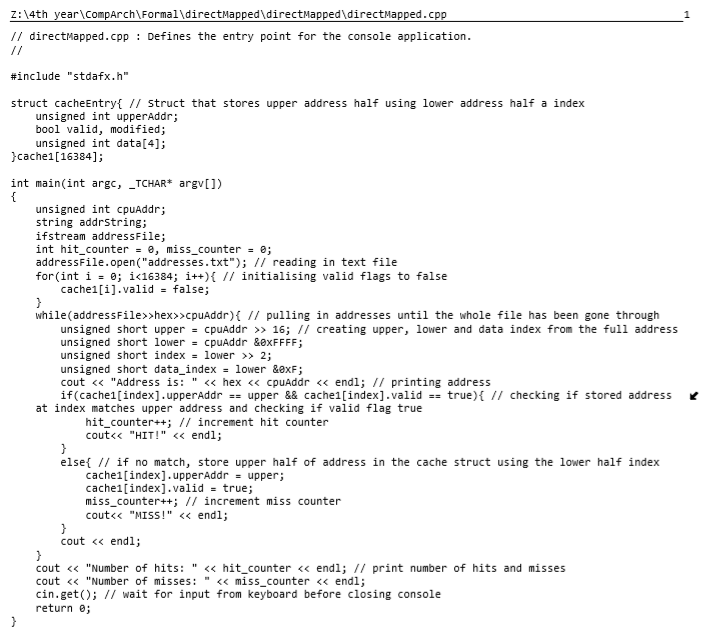 Z:\4th year\CompArch\Formal\directMapped\directMapped\directMapped.cpp 1
// directMapped.cpp : Defines the entry point for the console application.
//
#include "stdafx.h"
struct cacheEntry{ // Struct that stores upper address half using lower address half a index
    unsigned int upperAddr;
    bool valid, modified;
    unsigned int data[4];
}cache1[16384];
int main(int argc, _TCHAR* argv[])
{
    unsigned int cpuAddr;
    string addrString;
    ifstream addressFile;
    int hit_counter = 0, miss_counter = 0;
    addressFile.open("addresses.txt"); // reading in text file
    for(int i = 0; i<16384; i++){ // initialising valid flags to false
        cache1[i].valid = false;
    }
    while(addressFile>>hex>>cpuAddr){ // pulling in addresses until the whole file has been gone through
        unsigned short upper = cpuAddr >> 16; // creating upper, lower and data index from the full address
        unsigned short lower = cpuAddr &0xFFFF;
        unsigned short index = lower >> 2;
        unsigned short data_index = lower &0xF;
        cout << "Address is: " << hex << cpuAddr << endl; // printing address
        if(cache1[index].upperAddr == upper && cache1[index].valid == true){ // checking if stored address
    at index matches upper address and checking if valid flag true
            hit_counter++; // increment hit counter
            cout<< "HIT!" << endl;
        }
        else{ // if no match, store upper half of address in the cache struct using the lower half index
            cache1[index].upperAddr = upper;
            cache1[index].valid = true;
            miss_counter++; // increment miss counter
            cout<< "MISS!" << endl;
        }
        cout << endl;
    }
    cout << "Number of hits: " << hit_counter << endl; // print number of hits and misses
    cout << "Number of misses: " << miss_counter << endl;
    cin.get(); // wait for input from keyboard before closing console
    return 0;
}